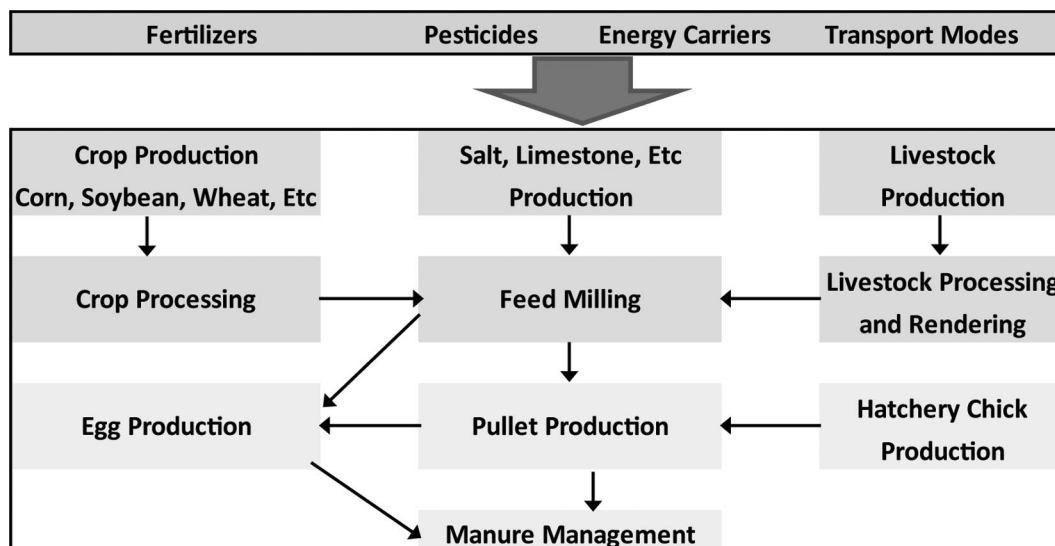 Fertilizers Pesticides Energy Carriers Transport Modes
Crop Production
Corn, Soybean, Wheat, Etc
Salt, Limestone, Etc
Production
Livestock
Production
Crop Processing
Feed Milling
Livestock Processing
and Rendering
Egg Production
Pullet Production
Hatchery Chick
Production
Manure Management